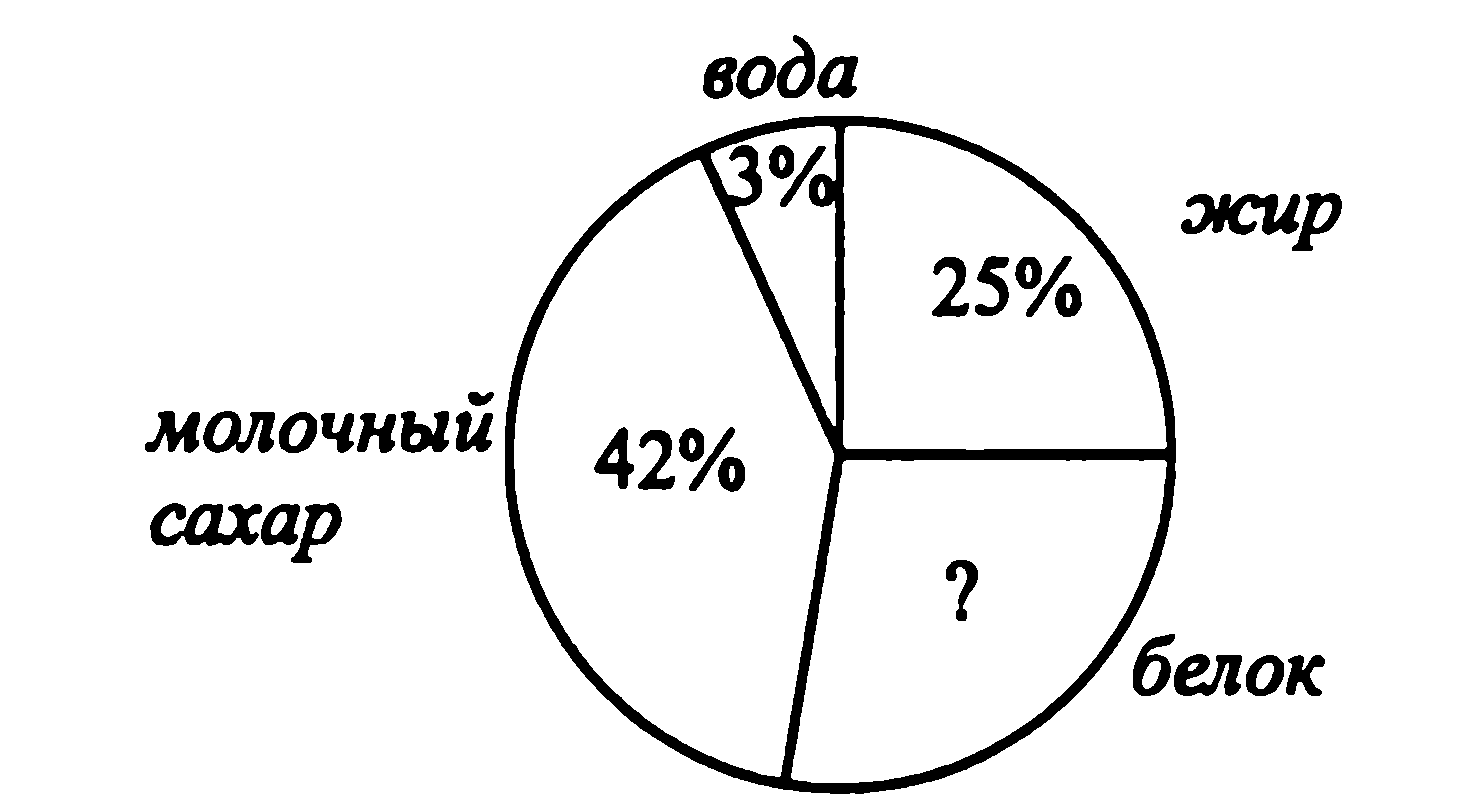 вода
3%
жир
25%
молочный
сахар
42%
?
белок